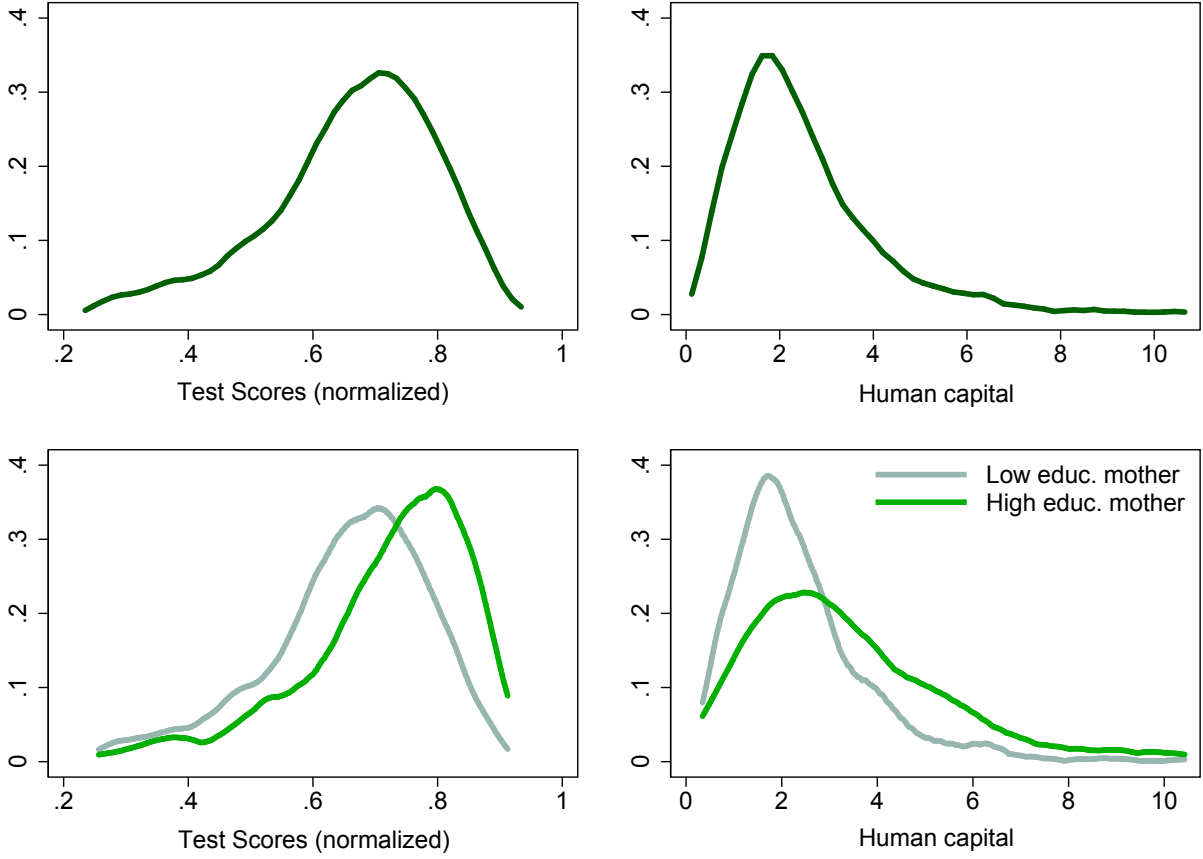 .4
.3
.2
.1
0
.2 .4 .6 .8 1
Test Scores (normalized)
.4
.3
.2
.1
0
0 2 4 6 8 10
Human capital
.4
.3
.2
.1
0
.2 .4 .6 .8 1
Test Scores (normalized)
.4
.3
.2
.1
0
Low educ. mother
High educ. mother
0 2 4 6 8 10
Human capital